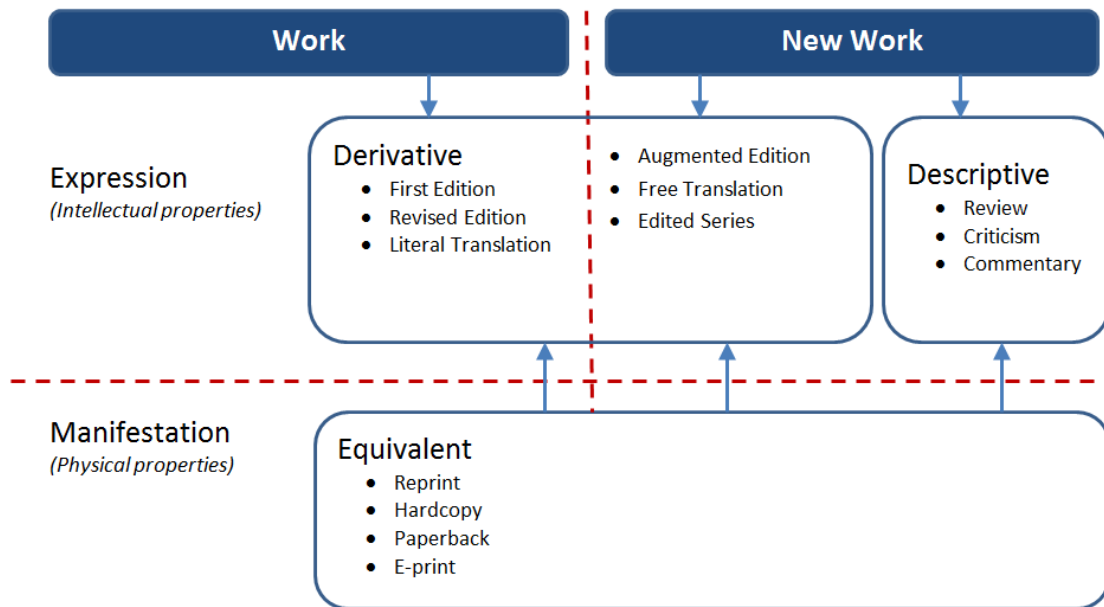 Work
New Work
Expression
(Intellectual properties)
Derivative
• First Edition
• Revised Edition
• Literal Translation
• Augmented Edition
• Free Translation
• Edited Series
Descriptive
• Review
• Criticism
• Commentary
Manifestation
(Physical properties)
Equivalent
• Reprint
• Hardcopy
• Paperback
• E-print